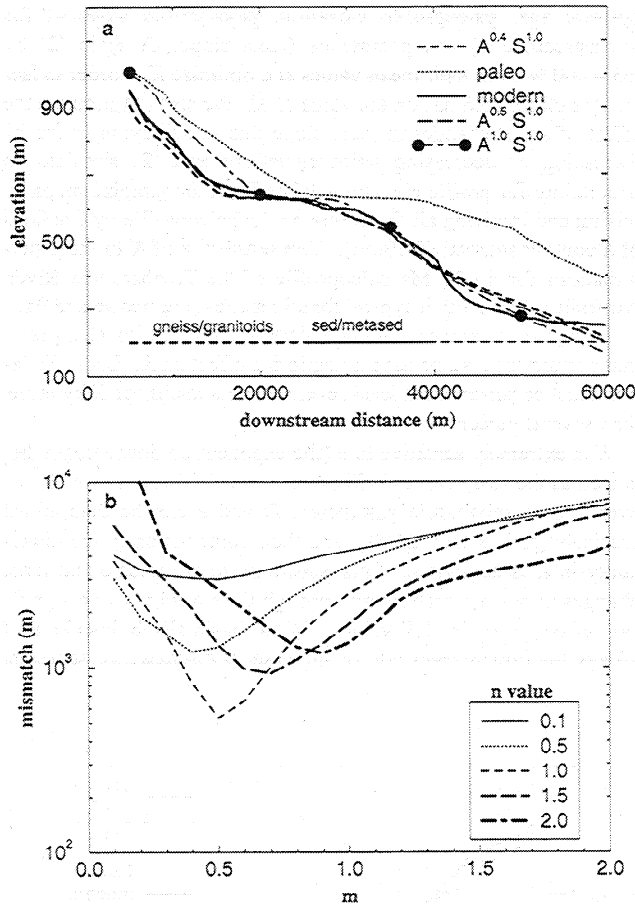 a
A^0.4 S^1.0
paleo
modern
A^0.5 S^1.0
A^1.0 S^1.0
900
500
100
elevation (m)
gneiss/granitoids sed/metased
0 20000 40000 60000
downstream distance (m)
b
10^4
10^3
10^2
mismatch (m)
n value
0.1
0.5
1.0
1.5
2.0
0.0 0.5 1.0 1.5 2.0
m